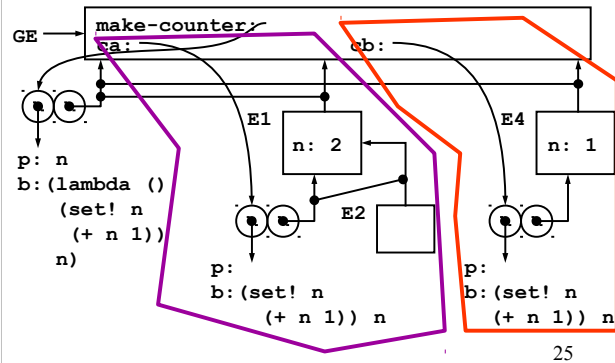 make-counter:
GE
ca:
cb:
E1
n: 2
E4
n: 1
p: n
b:(lambda ()
(set! n
(+ n 1))
n)
E2
p:
b:(set! n
(+ n 1)) n
p:
b:(set! n
(+ n 1)) n
25